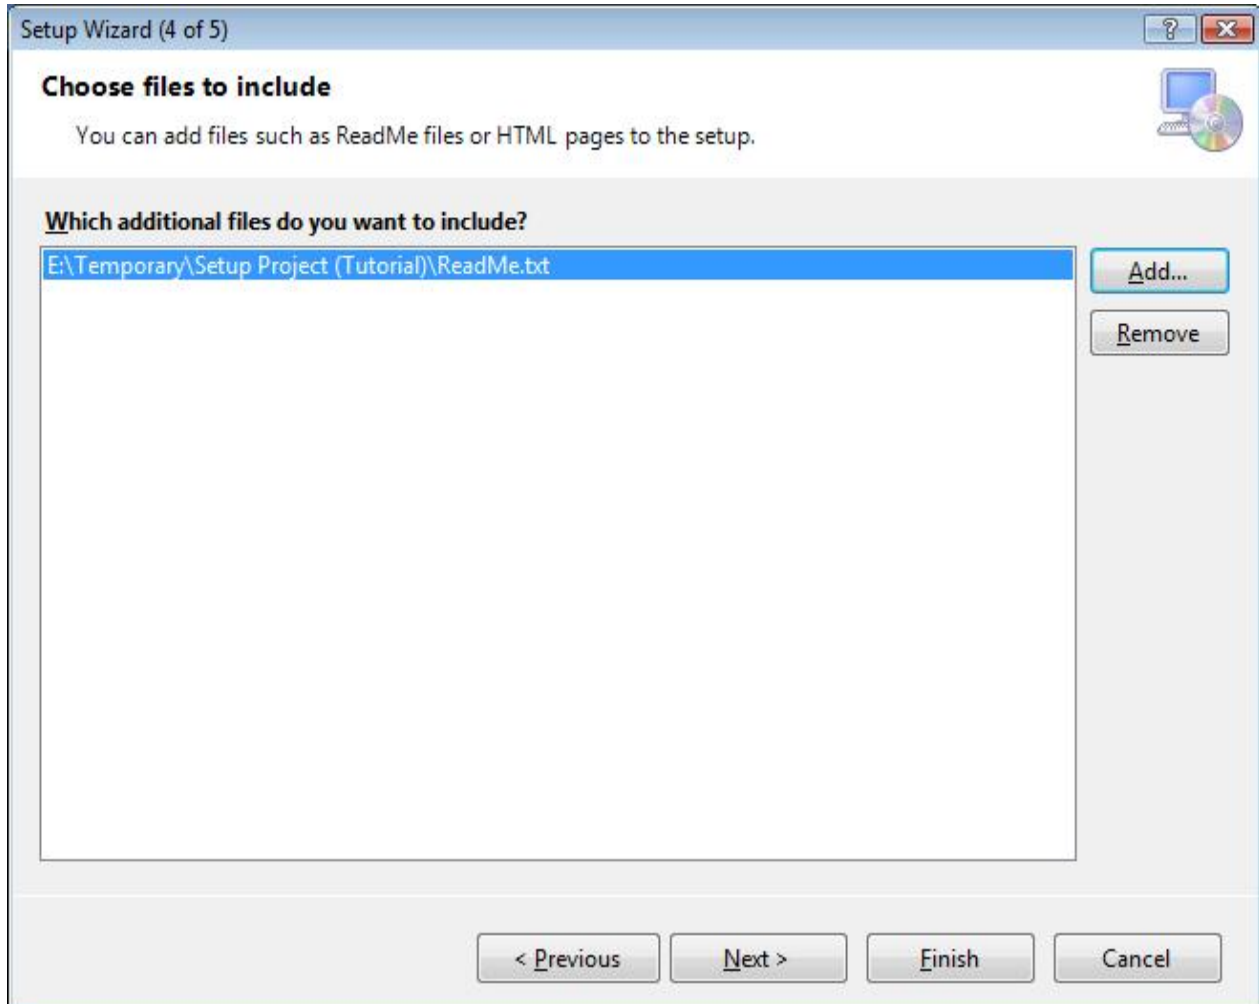 Setup Wizard (4 of 5)
?
Choose files to include
You can add files such as ReadMe files or HTML pages to the setup.
Which additional files do you want to include?
E:\Temporary\Setup Project (Tutorial)\ReadMe.txt
Add...
Remove
< Previous
Next >
Finish
Cancel